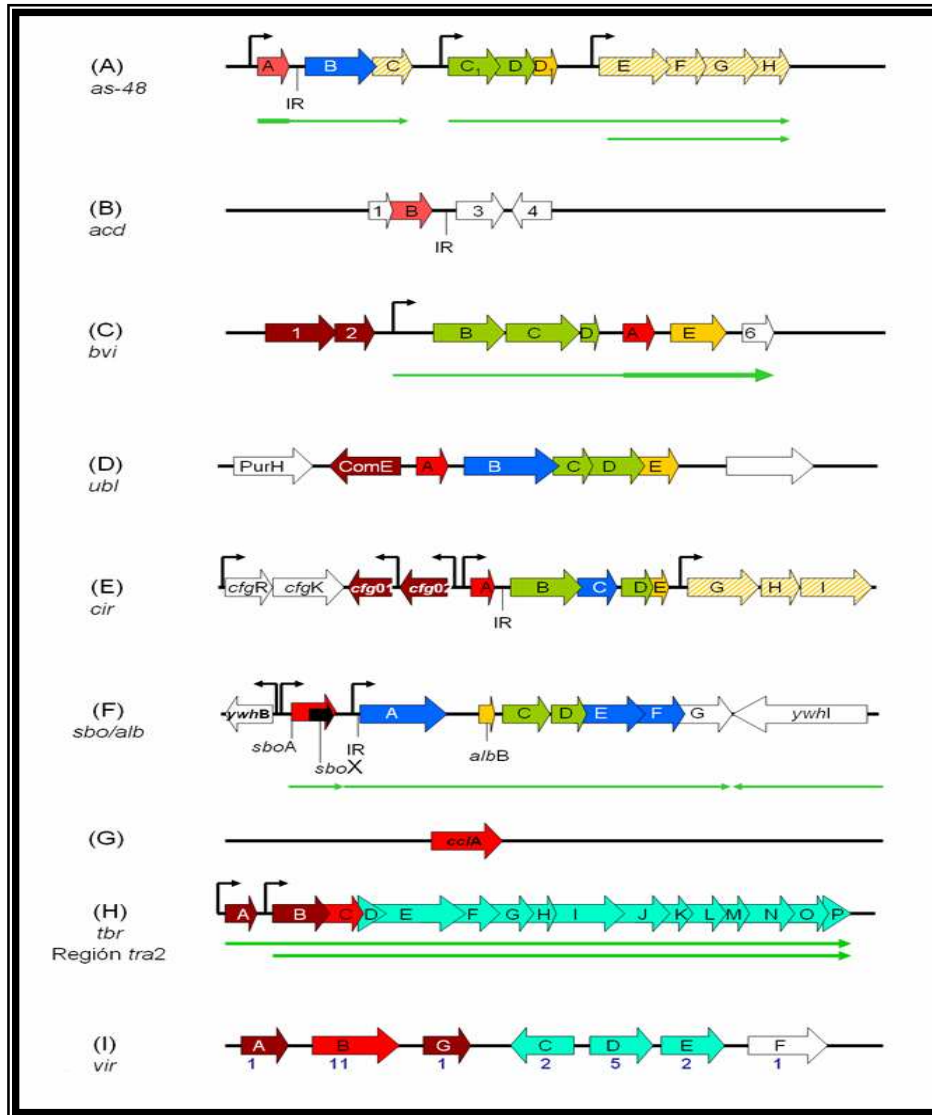 (A)
as-48
A B C C1 D D1 E F G H
IR
(B)
acd
1 B 3 4
IR
(C)
bvi
1 2 B C D A E 6
(D)
ubl
PurH ComE A B C D E
(E)
cir
cfgR cfgK cfg01 cfg02 A B C D E G H I
IR
(F)
sbo/alb
ywhB A C D E F G ywhI
sboA IR albB
sboX
(G)
cclA
(H)
tbr
Región tra2
A B C D E F G H I J K L M N O P
(I)
vir
A B G C D E F
1 11 1 2 5 2 1